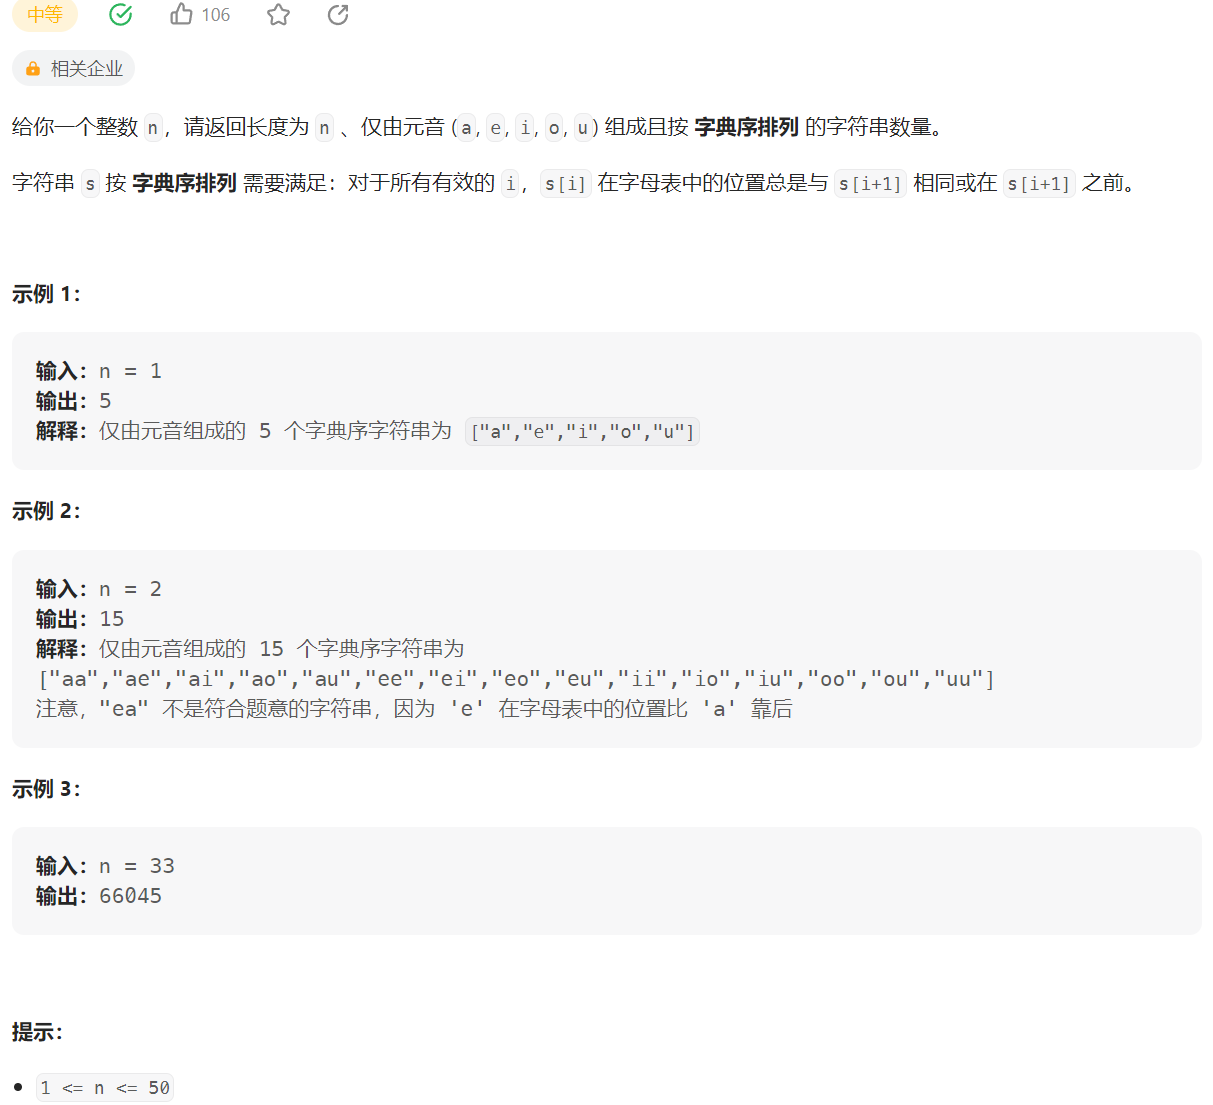 中等 106
相关企业
给你一个整数 n，请返回长度为 n 、仅由元音 (a, e, i, o, u) 组成且按 字典序排列 的字符串数量。
字符串 s 按 字典序排列 需要满足：对于所有有效的 i，s[i] 在字母表中的位置总是与 s[i+1] 相同或在 s[i+1] 之前。
示例 1：
输入：n = 1
输出：5
解释：仅由元音组成的 5 个字典序字符串为 ["a","e","i","o","u"]
示例 2：
输入：n = 2
输出：15
解释：仅由元音组成的 15 个字典序字符串为
["aa","ae","ai","ao","au","ee","ei","eo","eu","ii","io","iu","oo","ou","uu"]
注意，"ea" 不是符合题意的字符串，因为 'e' 在字母表中的位置比 'a' 靠后
示例 3：
输入：n = 33
输出：66045
提示：
• 1 <= n <= 50